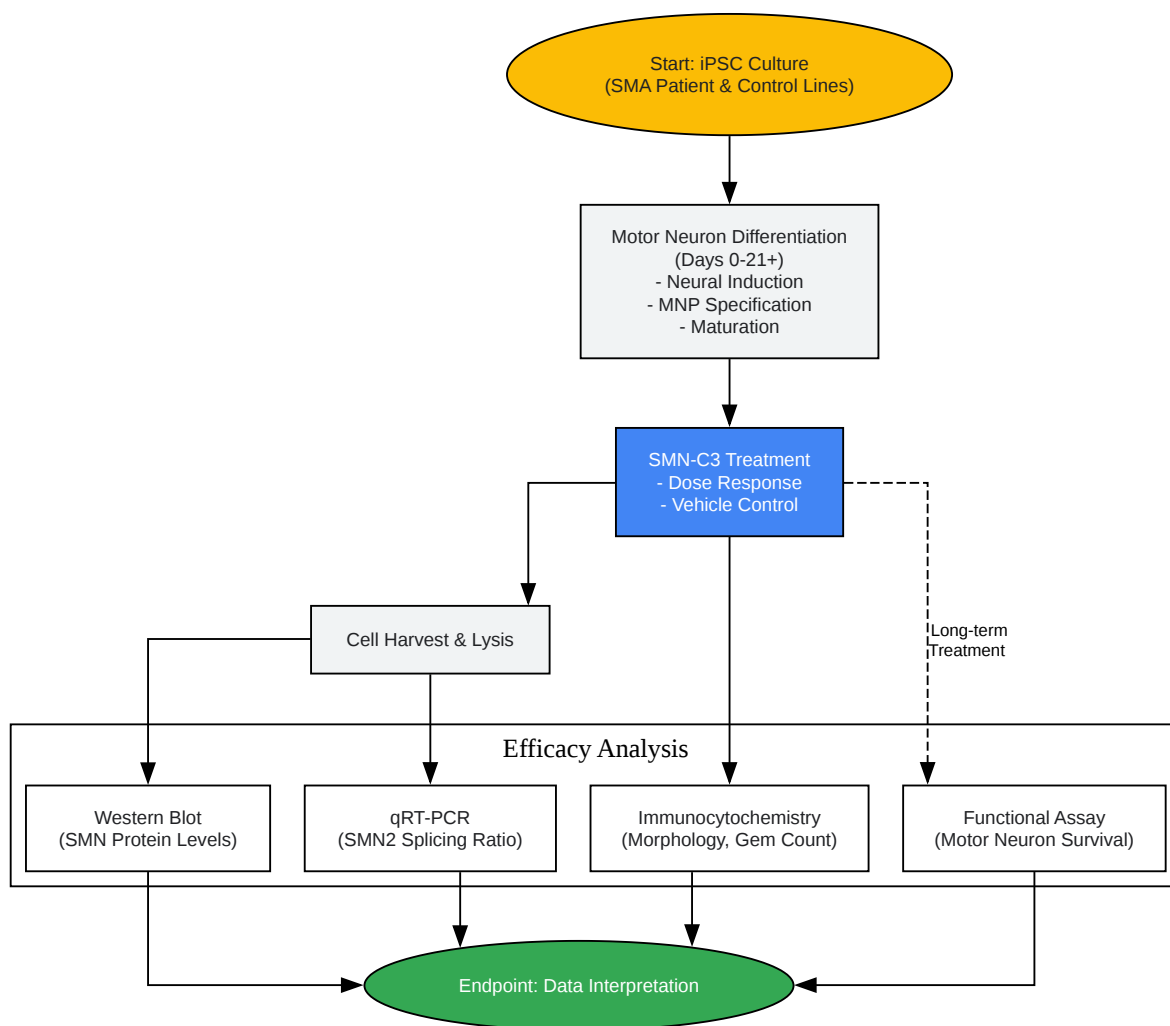 Start: iPSC Culture
(SMA Patient & Control Lines)
Motor Neuron Differentiation
(Days 0-21+)
- Neural Induction
- MNP Specification
- Maturation
SMN-C3 Treatment
- Dose Response
- Vehicle Control
Cell Harvest & Lysis
Long-term
Treatment
Efficacy Analysis
Western Blot
(SMN Protein Levels)
qRT-PCR
(SMN2 Splicing Ratio)
Immunocytochemistry
(Morphology, Gem Count)
Functional Assay
(Motor Neuron Survival)
Endpoint: Data Interpretation